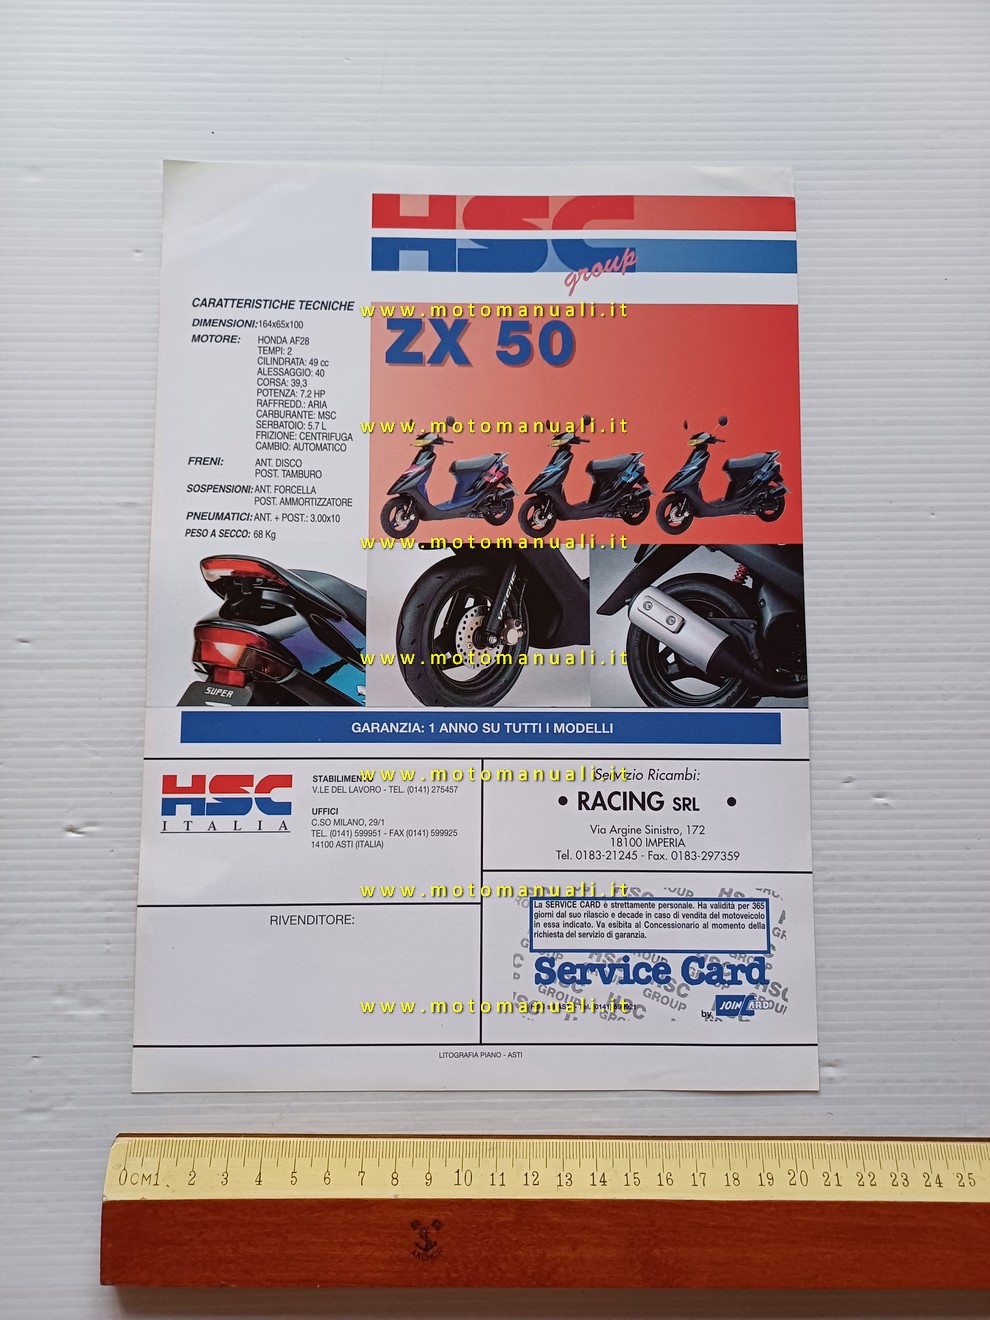 HSC
group
CARATTERISTICHE TECNICHE
DIMENSIONI: 164x65x100
MOTORE: HONDA AF28
TEMPI: 2
CILINDRATA: 49 cc
ALESSAGGIO: 40
CORSA: 39,3
POTENZA: 7.2 HP
RAFFREDD.: ARIA
CARBURANTE: MSC
SERBATOIO: 5.7 L
FRIZIONE: CENTRIFUGA
CAMBIO: AUTOMATICO
FRENI: ANT. DISCO
POST. TAMBURO
SOSPENSIONI: ANT. FORCELLA
POST. AMMORTIZZATORE
PNEUMATICI: ANT. + POST.: 3.00x10
PESO A SECCO: 68 Kg
www.motomanuali.it
ZX 50
www.motomanuali.it
www.motomanuali.it
www.motomanuali.it
SUPER
GARANZIA: 1 ANNO SU TUTTI I MODELLI
HSC
ITALIA
STABILIMENTO
V.LE DEL LAVORO - TEL. (0141) 275457
UFFICI
C.SO MILANO, 29/1
TEL. (0141) 599951 - FAX (0141) 599925
14100 ASTI (ITALIA)
www.motomanuali.it
Servizio Ricambi:
• RACING SRL •
Via Argine Sinistro, 172
18100 IMPERIA
Tel. 0183-21245 - Fax. 0183-297359
www.motomanuali.it
RIVENDITORE:
La SERVICE CARD è strettamente personale. Ha validità per 365
giorni dal suo rilascio e decade in caso di vendita del motoveicolo
in essa indicato. Va esibita al Concessionario al momento della
richiesta del servizio di garanzia.
Service Card
HSC
GROUP
by JOIN CARD
www.motomanuali.it
LITOGRAFIA PIANO - ASTI
0CM1 2 3 4 5 6 7 8 9 10 11 12 13 14 15 16 17 18 19 20 21 22 23 24 25
ANCHOR